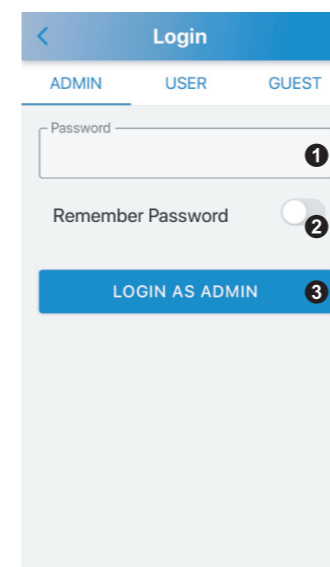 Login
ADMIN USER GUEST
Password
1
Remember Password
2
LOGIN AS ADMIN 3